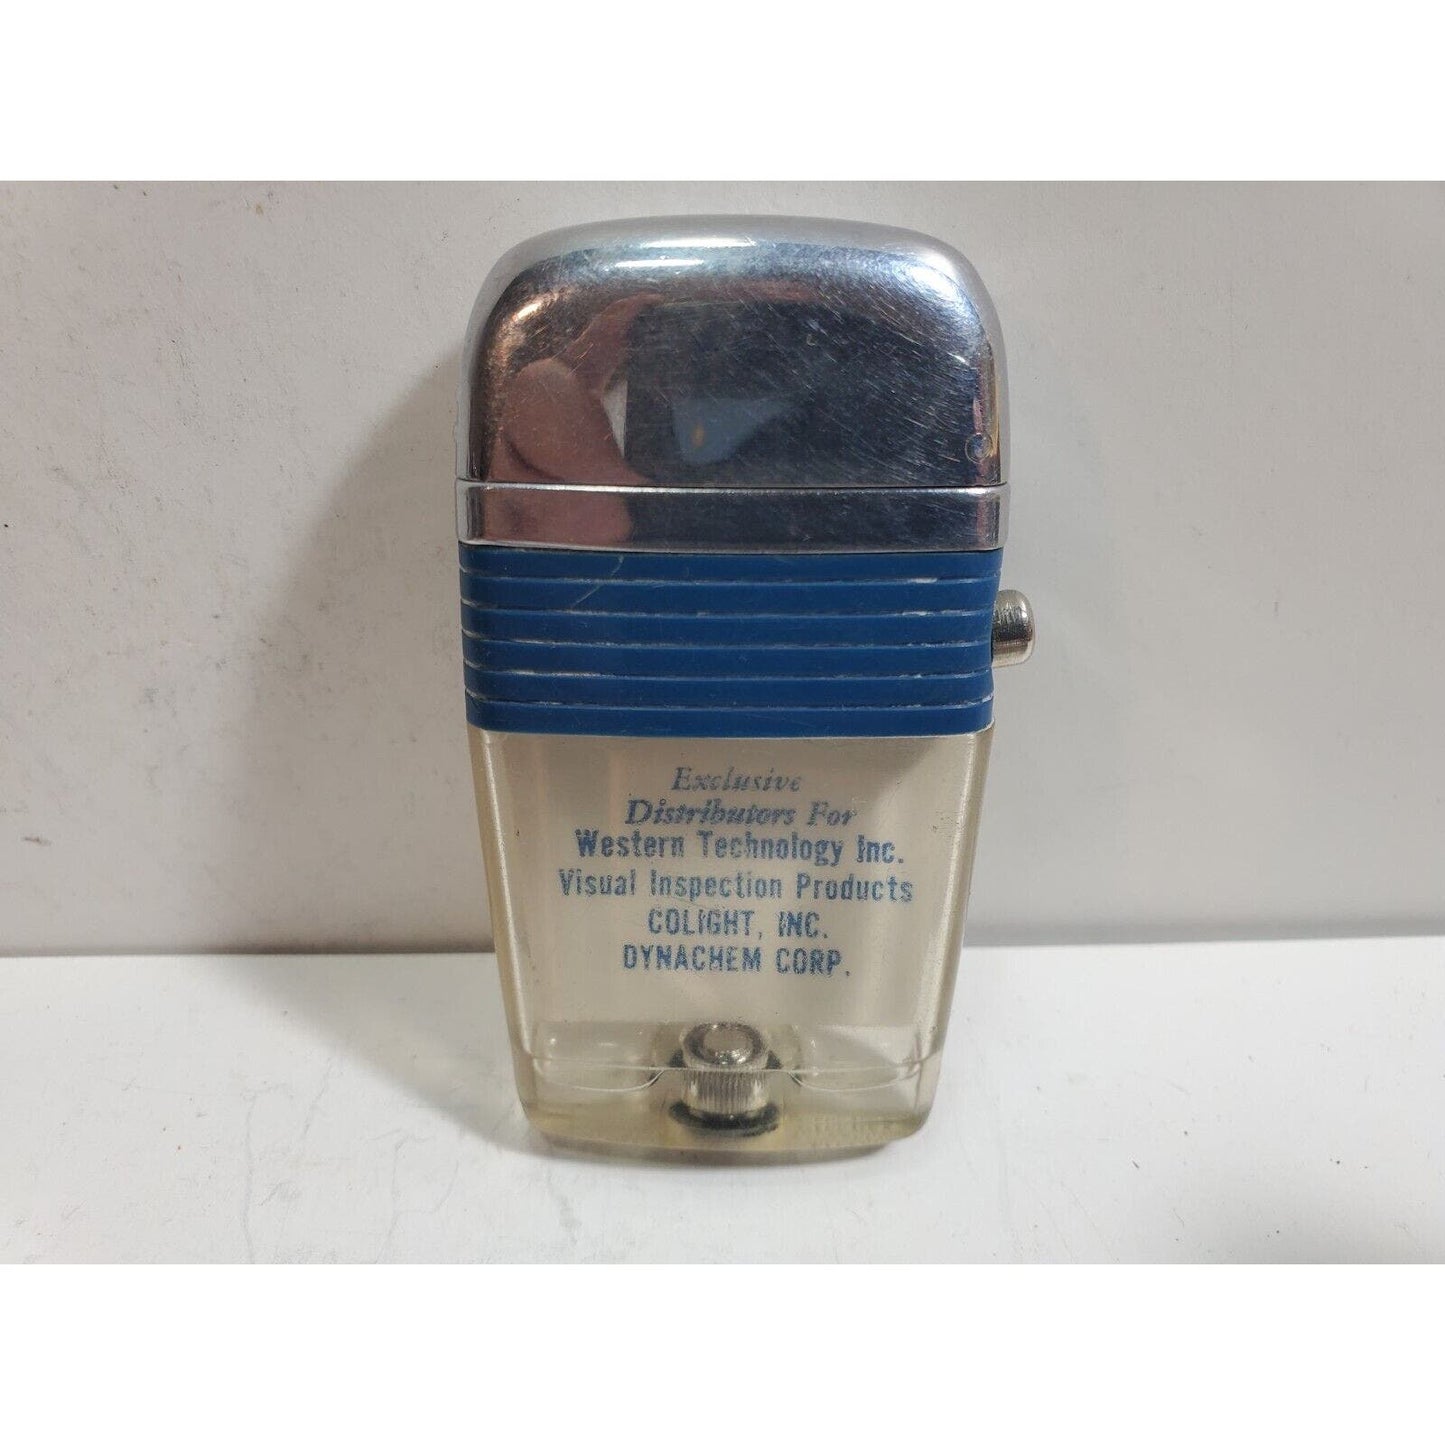 Exclusive
Distributors For
Western Technology Inc.
Visual Inspection Products
COLIGHT, INC.
DYNACHEM CORP.